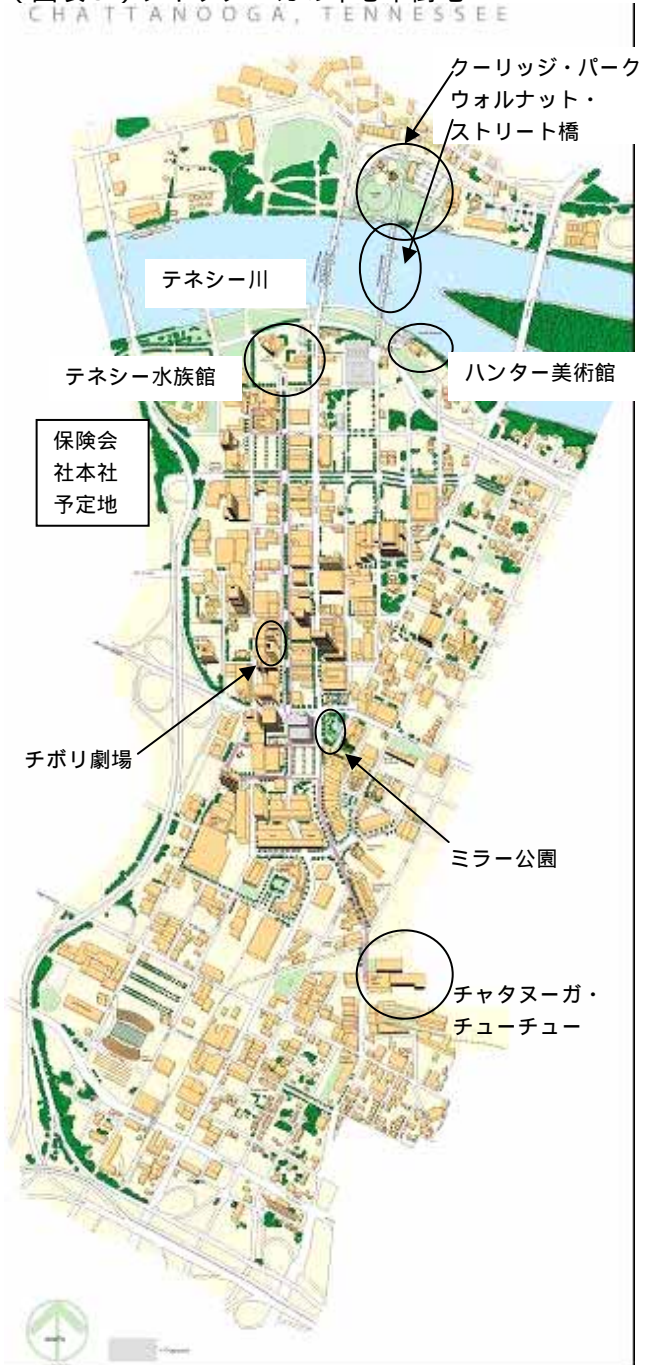 CHATTANOOGA, TENNESSEE
クーリッジ・パーク
ウォルナット・
ストリート橋
テネシー川
テネシー水族館
ハンター美術館
保険会
社本社
予定地
チボリ劇場
ミラー公園
チャタヌーガ・
チューチュー